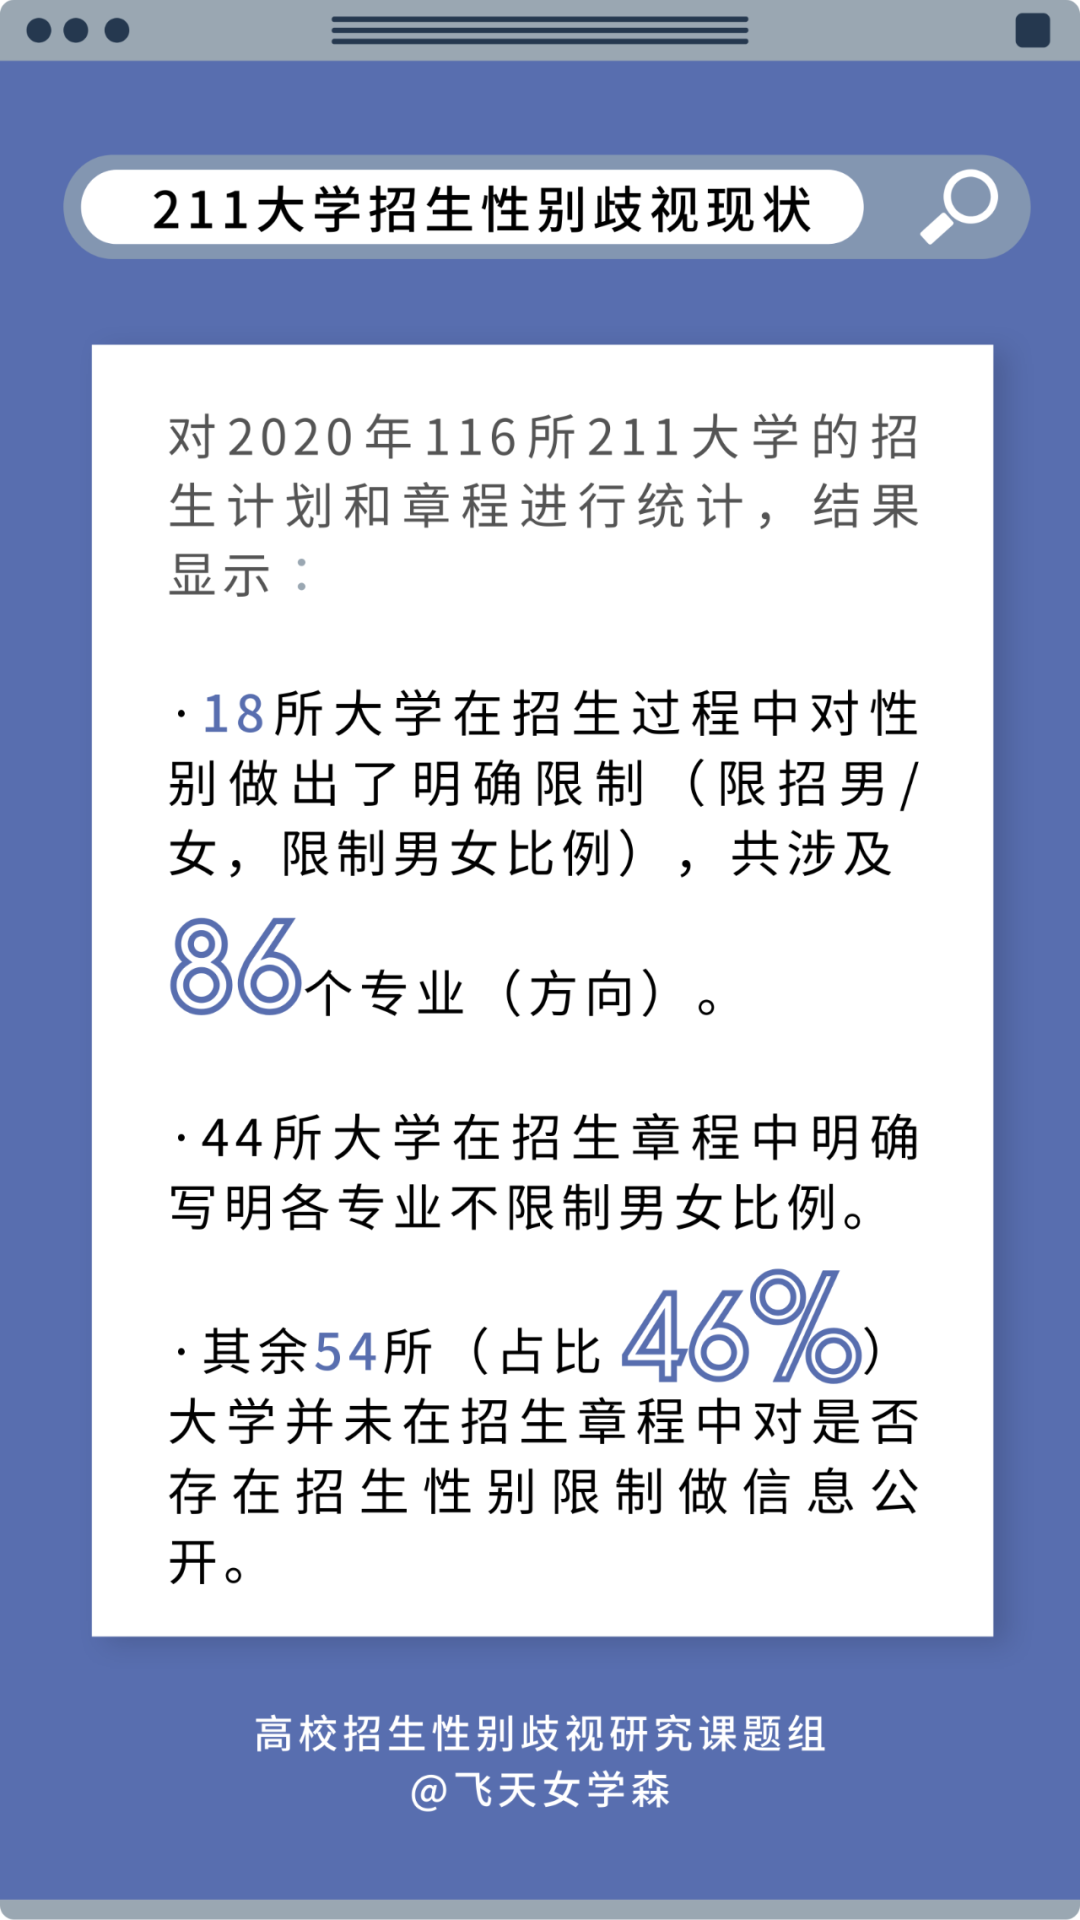 211大学招生性别歧视现状
对2020年116所211大学的招
生计划和章程进行统计，结果
显示：
·18所大学在招生过程中对性
别做出了明确限制（限招男/
女，限制男女比例），共涉及
86个专业（方向）。
·44所大学在招生章程中明确
写明各专业不限制男女比例。
·其余54所（占比 46%）
大学并未在招生章程中对是否
存在招生性别限制做信息公
开。
高校招生性别歧视研究课题组
@飞天女学森